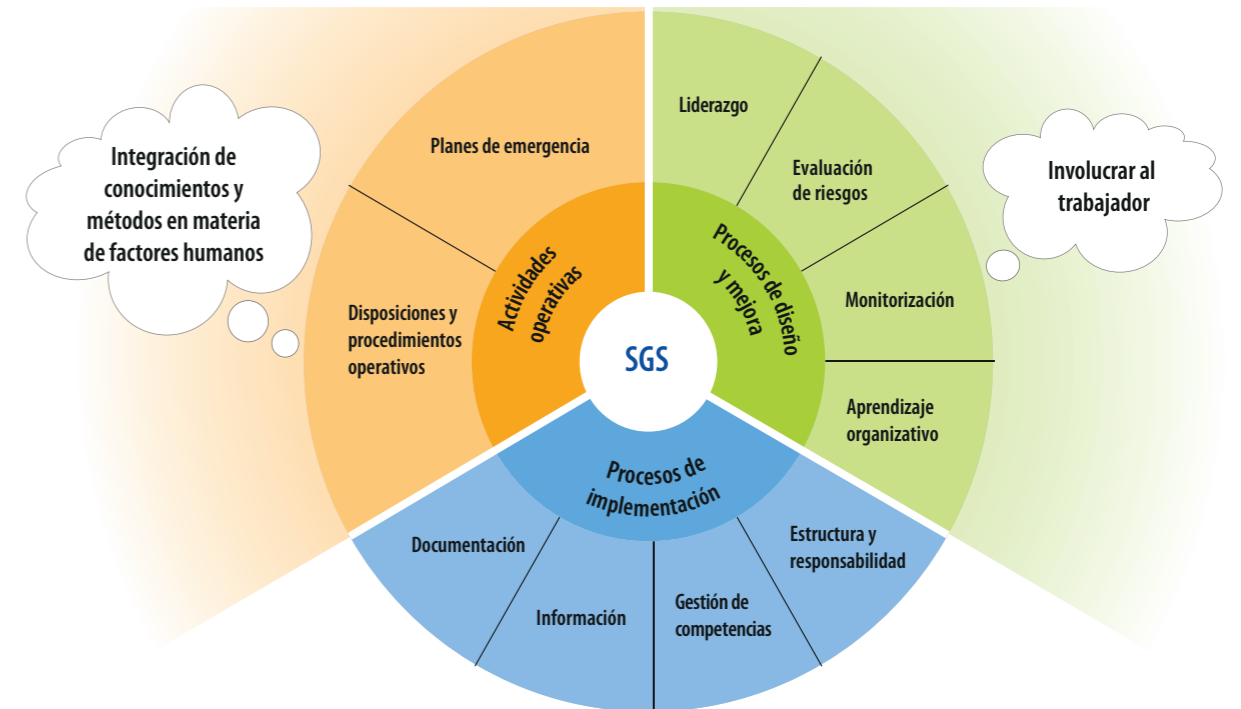 Integración de
conocimientos y
métodos en materia
de factores humanos
Planes de emergencia
Disposiciones y
procedimientos
operativos
Actividades
operativas
Liderazgo
Evaluación
de riesgos
Monitorización
Aprendizaje
organizativo
Procesos de diseño
y mejora
Involucrar al
trabajador
SGS
Procesos de
implementación
Documentación
Información
Gestión de
competencias
Estructura y
responsabilidad